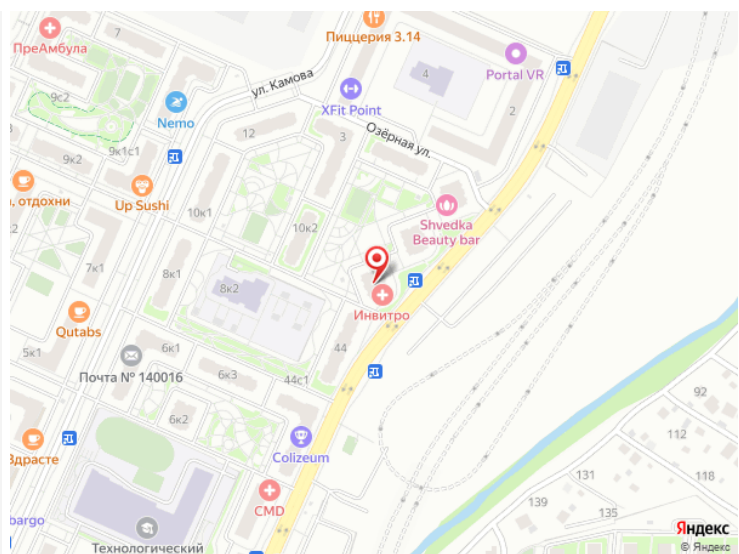 ПреАмбула
Пиццерия 3.14
Portal VR
4
ул. Камова
9с2
XFit Point
Nemo
2
12
3
Озёрная ул.
9к1с1
9к2
, отдохни
Up Sushi
10к1
10к2
Shvedka
Beauty bar
7к1
8к1
8к2
Инвитро
Qutabs
5к1
6к1
44
Почта № 140016
6к3
44с1
6к2
92
Здрасте
Colizeum
112
131
118
CMD
139
135
bargo
Технологический
Яндекс
© Яндекс